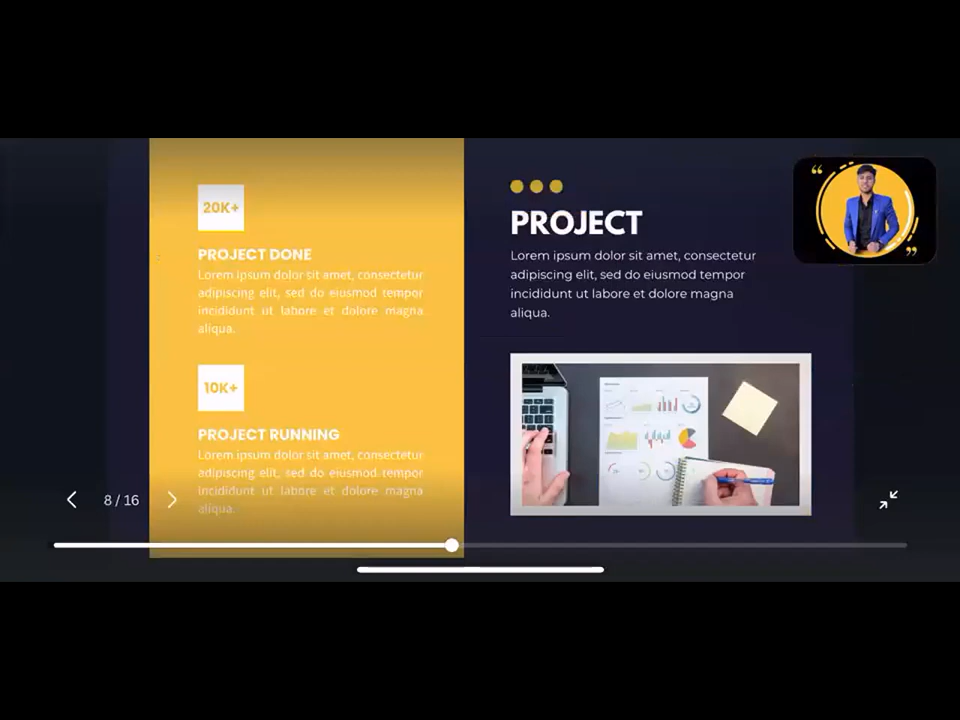 20K+
PROJECT DONE
Lorem ipsum dolor sit amet, consectetur
adipiscing elit, sed do eiusmod tempor
incididunt ut labore et dolore magna
aliqua.
10K+
PROJECT RUNNING
Lorem ipsum dolor sit amet, consectetur
adipiscing elit, sed do eiusmod tempor
incididunt ut labore et dolore magna
aliqua.
PROJECT
Lorem ipsum dolor sit amet, consectetur
adipiscing elit, sed do eiusmod tempor
incididunt ut labore et dolore magna
aliqua.
8 / 16